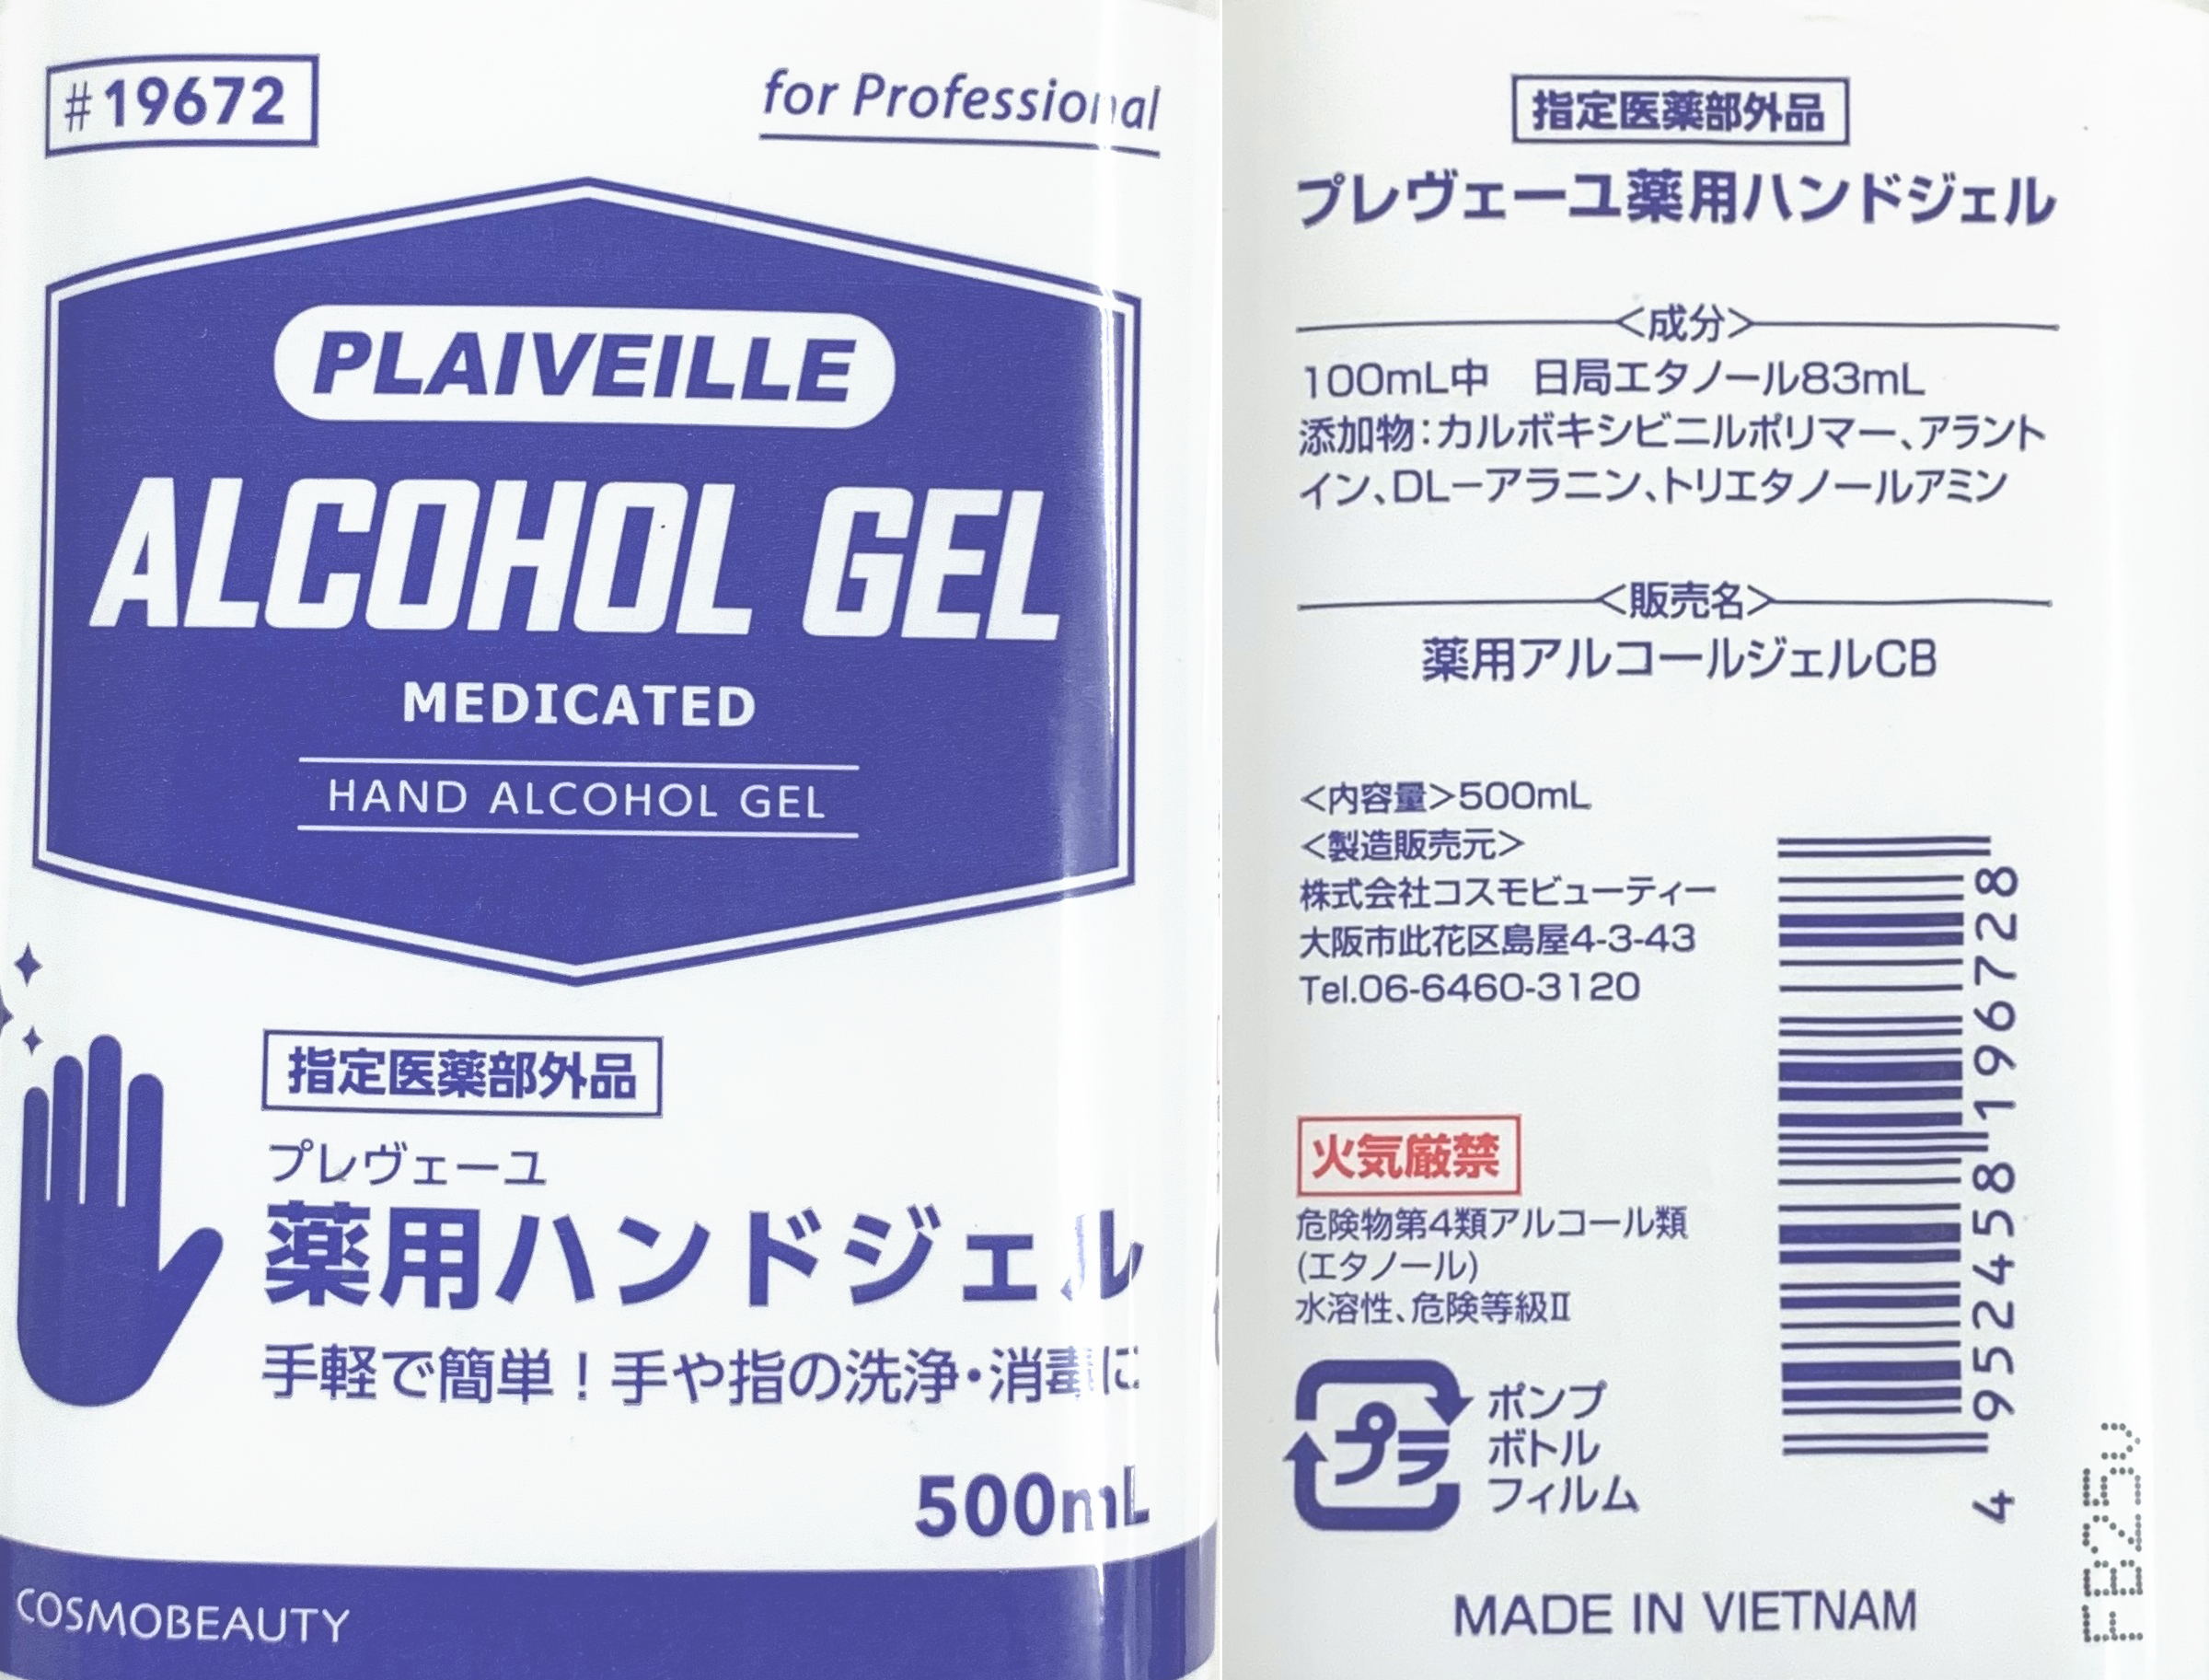 #19672
for Professional
PLAIVEILLE
ALCOHOL GEL
MEDICATED
HAND ALCOHOL GEL
指定医薬部外品
プレヴェーユ
薬用ハンドジェル
手軽で簡単！手や指の洗浄・消毒に
500mL
COSMOBEAUTY
指定医薬部外品
プレヴェーユ薬用ハンドジェル
<成分>
100mL中　日局エタノール83mL
添加物：カルボキシビニルポリマー、アラント
イン、DL－アラニン、トリエタノールアミン
<販売名>
薬用アルコールジェルCB
<内容量>500mL
<製造販売元>
株式会社コスモビューティー
大阪市此花区島屋4-3-43
Tel.06-6460-3120
火気厳禁
危険物第4類アルコール類
(エタノール)
水溶性、危険等級Ⅱ
プラ
ポンプ
ボトル
フィルム
4 952458 196728
MADE IN VIETNAM
FB25V